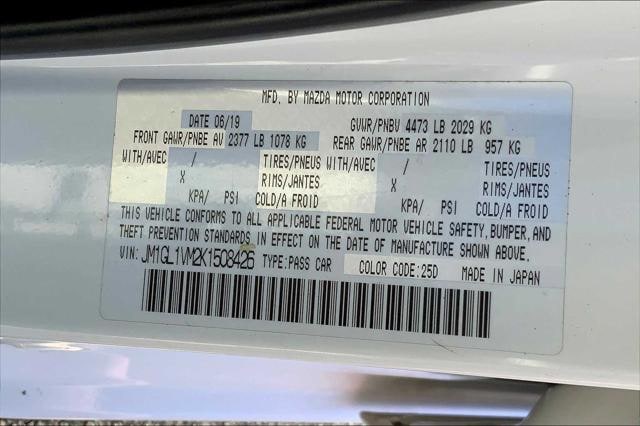 MFD. BY MAZDA MOTOR CORPORATION
DATE 06/19 GVWR/PNBV 4473 LB 2029 KG
FRONT GAWR/PNBE AV 2377 LB 1078 KG REAR GAWR/PNBE AR 2110 LB 957 KG
WITH/AVEC / TIRES/PNEUS WITH/AVEC / TIRES/PNEUS
X RIMS/JANTES X RIMS/JANTES
KPA/ PSI COLD/A FROID KPA/ PSI COLD/A FROID
THIS VEHICLE CONFORMS TO ALL APPLICABLE FEDERAL MOTOR VEHICLE SAFETY, BUMPER, AND
THEFT PREVENTION STANDARDS IN EFFECT ON THE DATE OF MANUFACTURE SHOWN ABOVE.
VIN: JM1GL1VM2K1508426 TYPE:PASS CAR COLOR CODE:25D MADE IN JAPAN